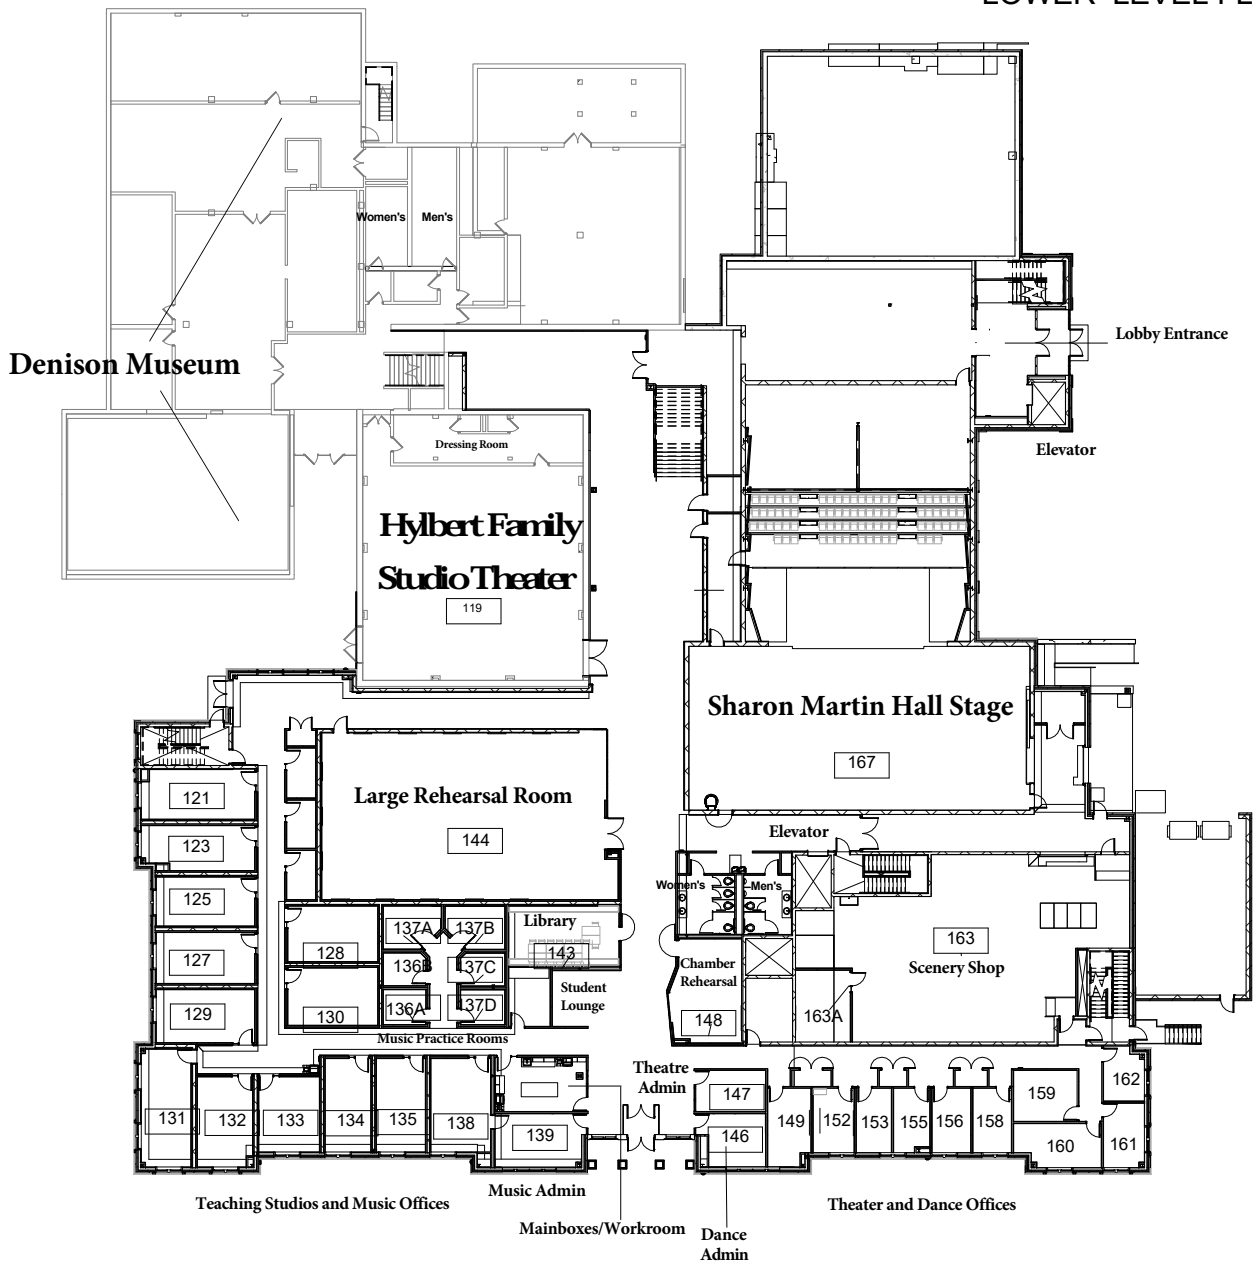 Women's
Men's
Lobby Entrance
Denison Museum
Elevator
Dressing Room
Hylbert Family
Studio Theater
119
Sharon Martin Hall Stage
167
121
Large Rehearsal Room
144
Elevator
123
125
Women's
Men's
Library
137A
137B
128
143
127
136B
137C
Chamber
Rehearsal
163
Scenery Shop
Student
Lounge
129
130
136A
137D
148
163A
Music Practice Rooms
Theatre
Admin
131
132
133
134
135
138
139
147
146
149
152
153
155
156
158
159
160
162
161
Teaching Studios and Music Offices
Music Admin
Mainboxes/Workroom
Dance
Admin
Theater and Dance Offices